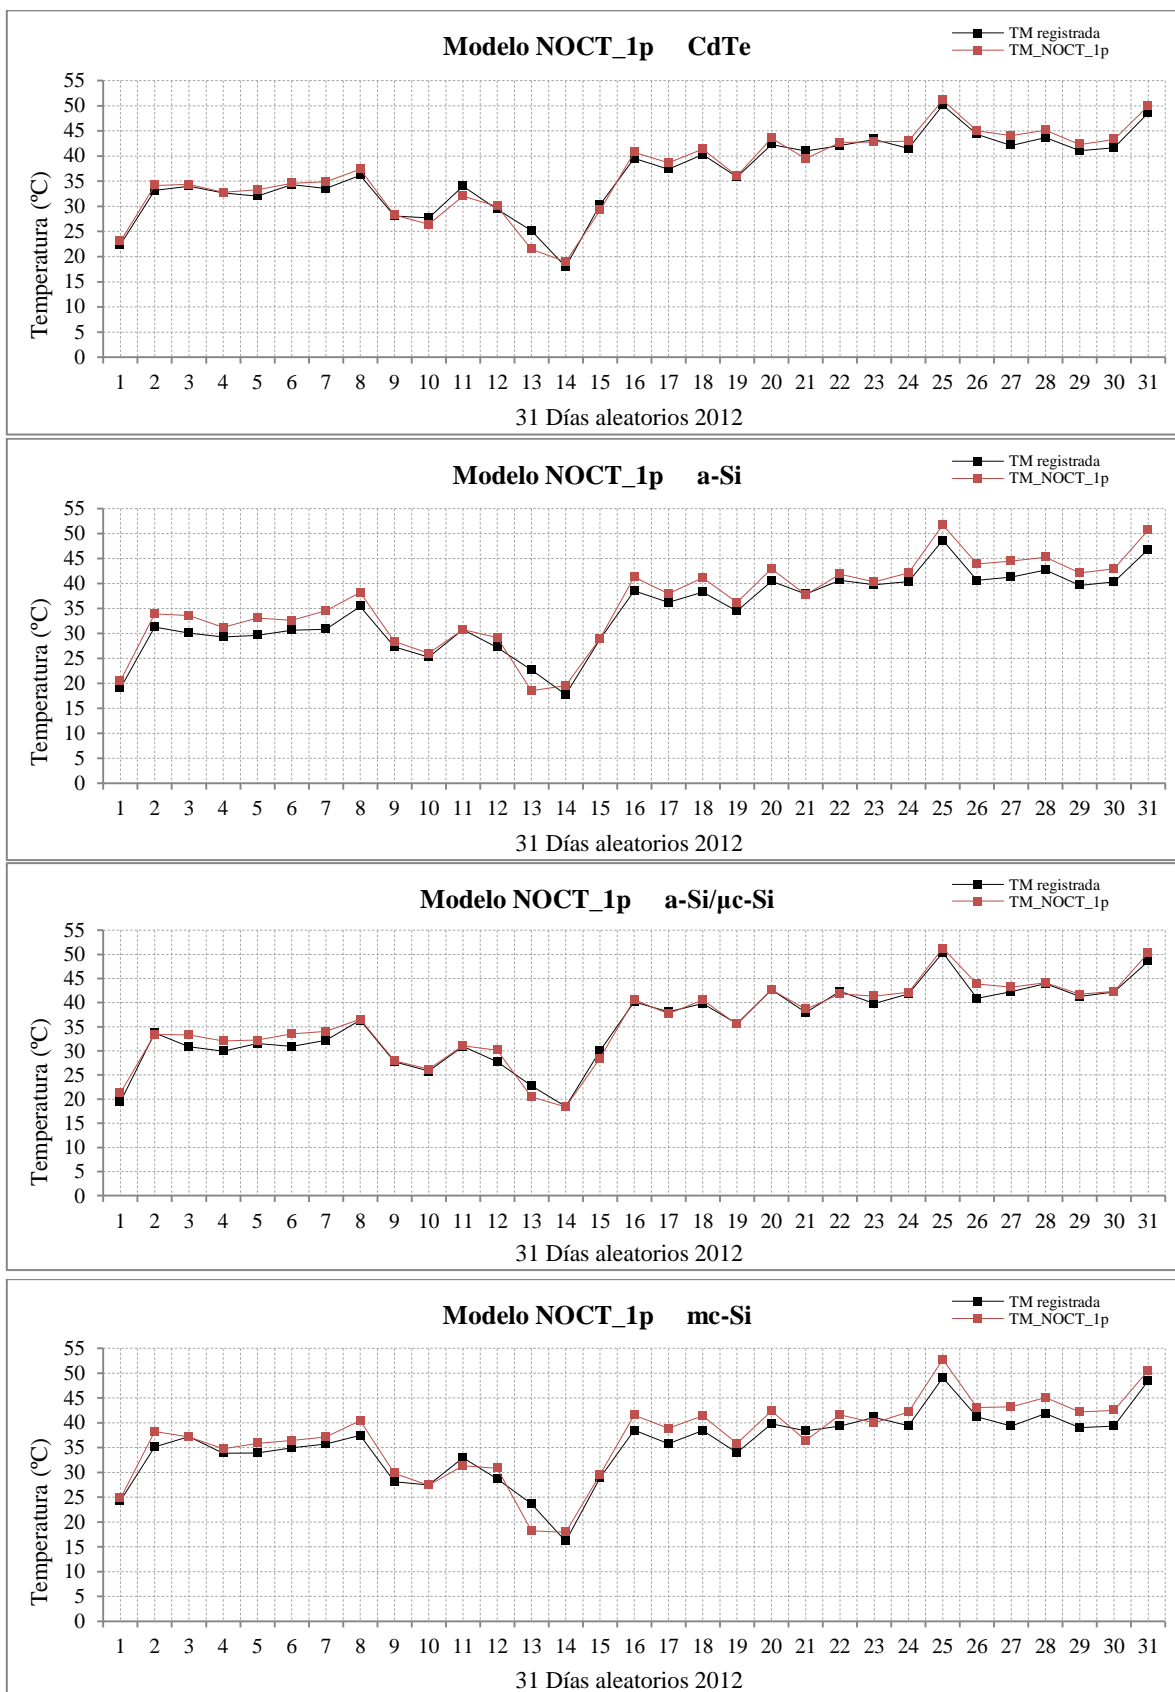 Modelo NOCT_1p CdTe
TM registrada
TM_NOCT_1p
Temperatura (ºC)
55
50
45
40
35
30
25
20
15
10
5
0
1 2 3 4 5 6 7 8 9 10 11 12 13 14 15 16 17 18 19 20 21 22 23 24 25 26 27 28 29 30 31
31 Días aleatorios 2012
Modelo NOCT_1p a-Si
TM registrada
TM_NOCT_1p
Temperatura (ºC)
55
50
45
40
35
30
25
20
15
10
5
0
1 2 3 4 5 6 7 8 9 10 11 12 13 14 15 16 17 18 19 20 21 22 23 24 25 26 27 28 29 30 31
31 Días aleatorios 2012
Modelo NOCT_1p a-Si/µc-Si
TM registrada
TM_NOCT_1p
Temperatura (ºC)
55
50
45
40
35
30
25
20
15
10
5
0
1 2 3 4 5 6 7 8 9 10 11 12 13 14 15 16 17 18 19 20 21 22 23 24 25 26 27 28 29 30 31
31 Días aleatorios 2012
Modelo NOCT_1p mc-Si
TM registrada
TM_NOCT_1p
Temperatura (ºC)
55
50
45
40
35
30
25
20
15
10
5
0
1 2 3 4 5 6 7 8 9 10 11 12 13 14 15 16 17 18 19 20 21 22 23 24 25 26 27 28 29 30 31
31 Días aleatorios 2012